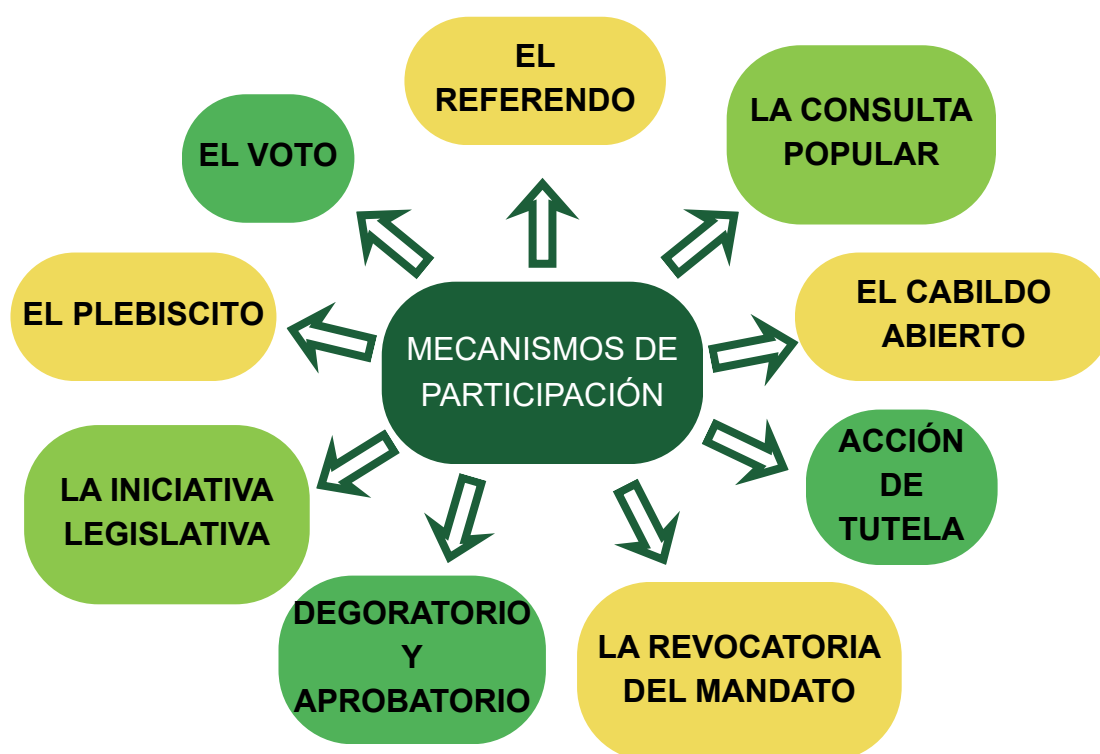 EL
REFERENDO
LA CONSULTA
POPULAR
EL VOTO
EL PLEBISCITO
EL CABILDO
ABIERTO
MECANISMOS DE
PARTICIPACIÓN
ACCIÓN
DE
TUTELA
LA INICIATIVA
LEGISLATIVA
DEGORATORIO
Y
APROBATORIO
LA REVOCATORIA
DEL MANDATO